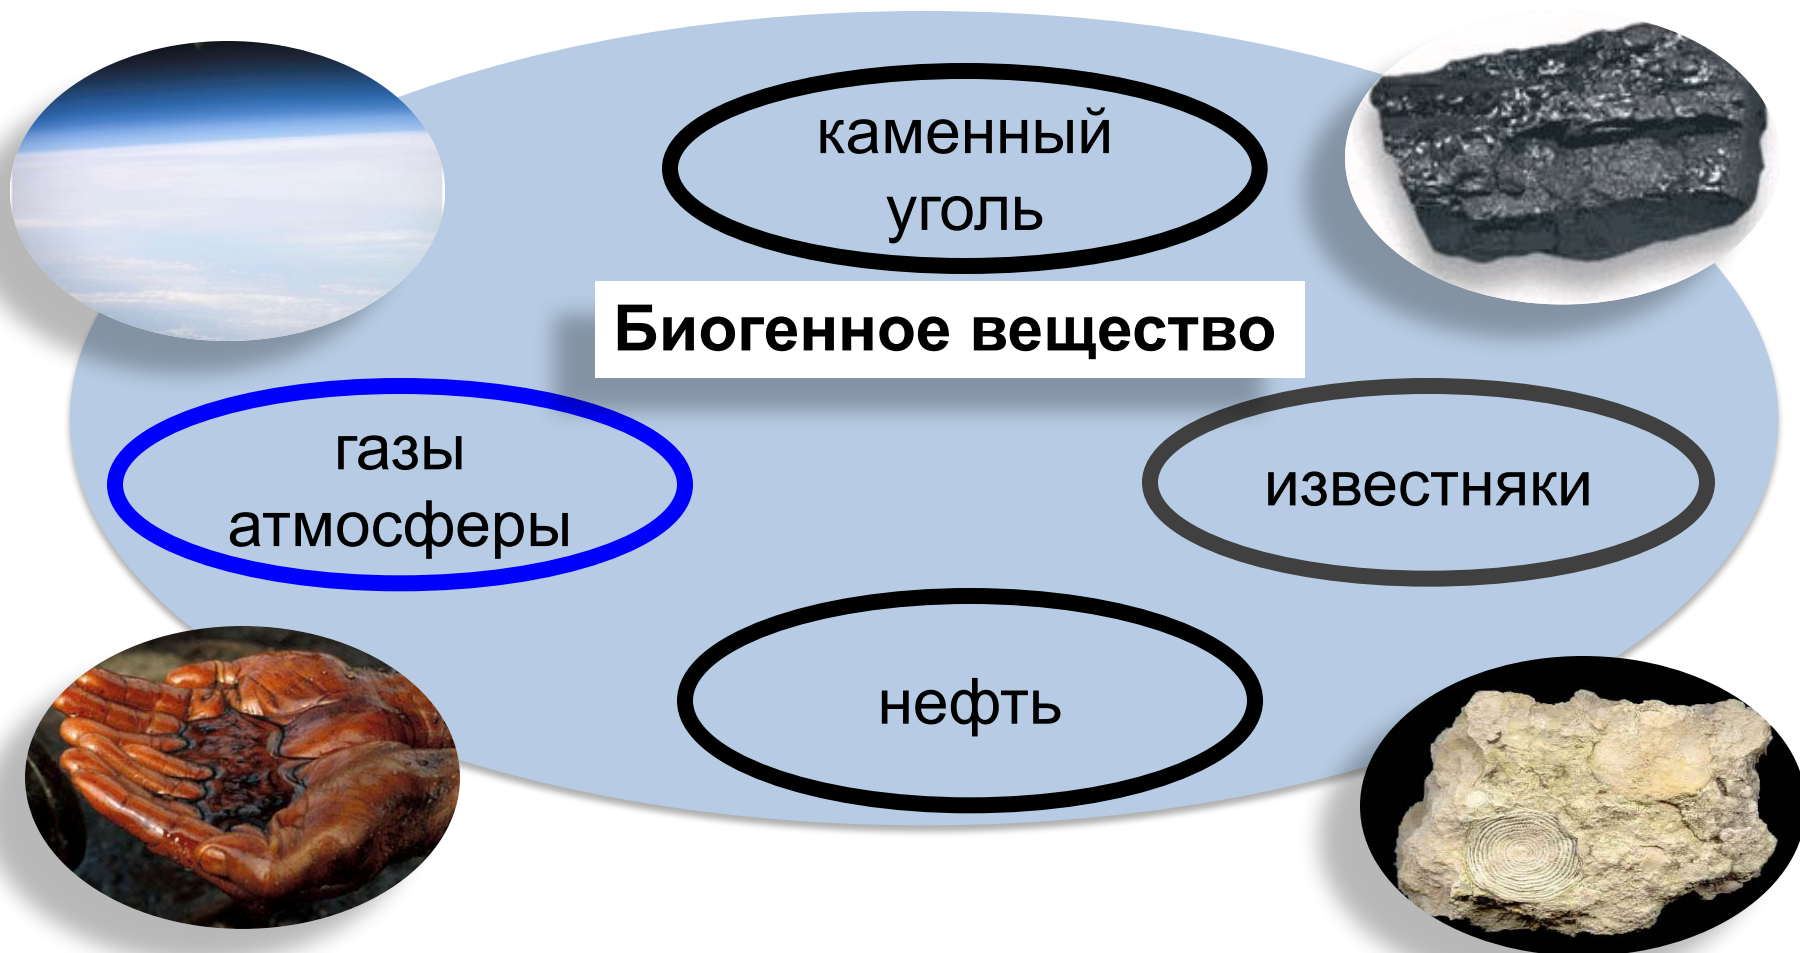 каменный
уголь
Биогенное вещество
газы
атмосферы
известняки
нефть